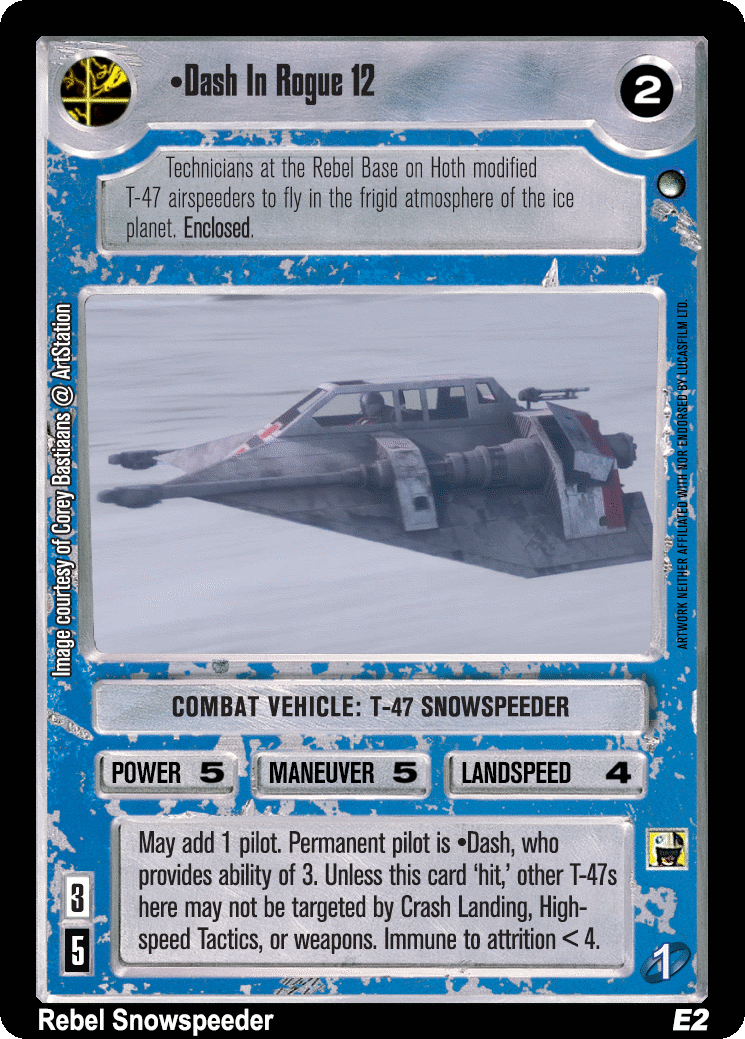 •Dash In Rogue 12
2
Technicians at the Rebel Base on Hoth modified
T-47 airspeeders to fly in the frigid atmosphere of the ice
planet. Enclosed.
Image courtesy of Corey Bastiaans @ ArtStation
ARTWORK NEITHER AFFILIATED WITH NOR ENDORSED BY LUCASFILM LTD.
COMBAT VEHICLE: T-47 SNOWSPEEDER
POWER 5 MANEUVER 5 LANDSPEED 4
May add 1 pilot. Permanent pilot is •Dash, who
provides ability of 3. Unless this card ‘hit,’ other T-47s
here may not be targeted by Crash Landing, High-
speed Tactics, or weapons. Immune to attrition < 4.
3
5
1
Rebel Snowspeeder E2